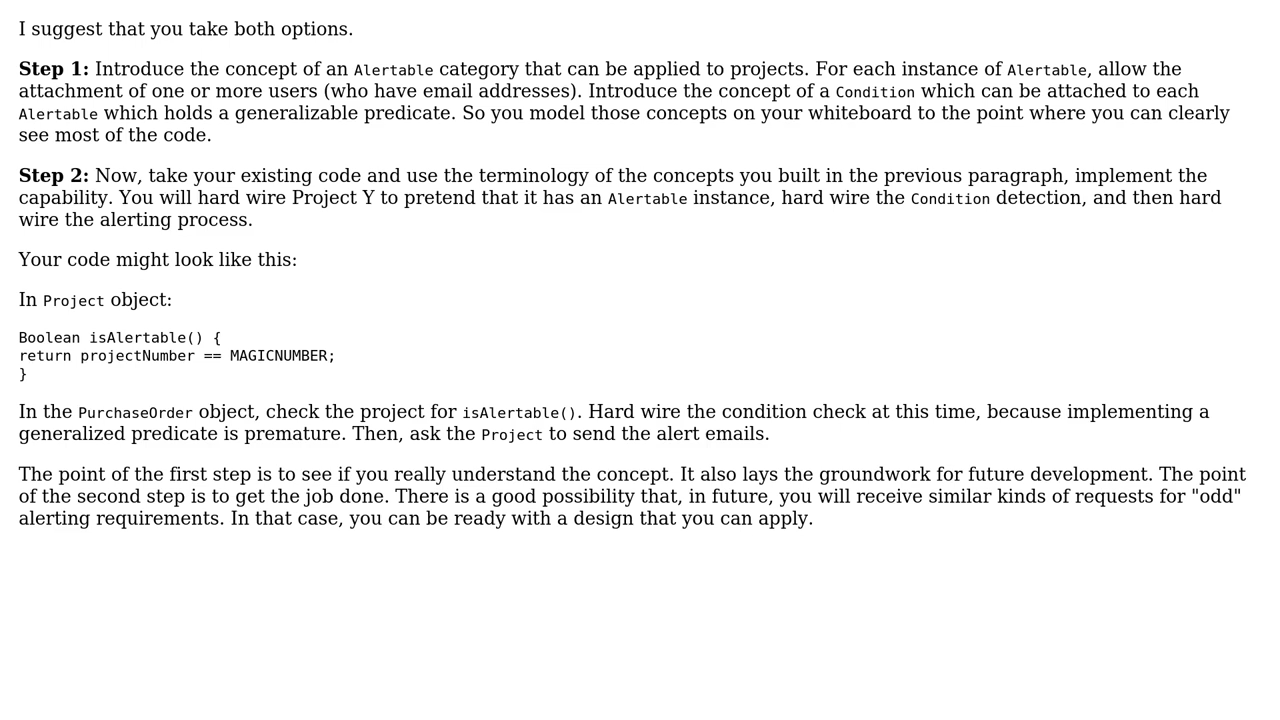 I suggest that you take both options.
Step 1: Introduce the concept of an Alertable category that can be applied to projects. For each instance of Alertable, allow the
attachment of one or more users (who have email addresses). Introduce the concept of a Condition which can be attached to each
Alertable which holds a generalizable predicate. So you model those concepts on your whiteboard to the point where you can clearly
see most of the code.
Step 2: Now, take your existing code and use the terminology of the concepts you built in the previous paragraph, implement the
capability. You will hard wire Project Y to pretend that it has an Alertable instance, hard wire the Condition detection, and then hard
wire the alerting process.
Your code might look like this:
In Project object:
Boolean isAlertable() {
return projectNumber == MAGICNUMBER;
}
In the PurchaseOrder object, check the project for isAlertable(). Hard wire the condition check at this time, because implementing a
generalized predicate is premature. Then, ask the Project to send the alert emails.
The point of the first step is to see if you really understand the concept. It also lays the groundwork for future development. The point
of the second step is to get the job done. There is a good possibility that, in future, you will receive similar kinds of requests for "odd"
alerting requirements. In that case, you can be ready with a design that you can apply.